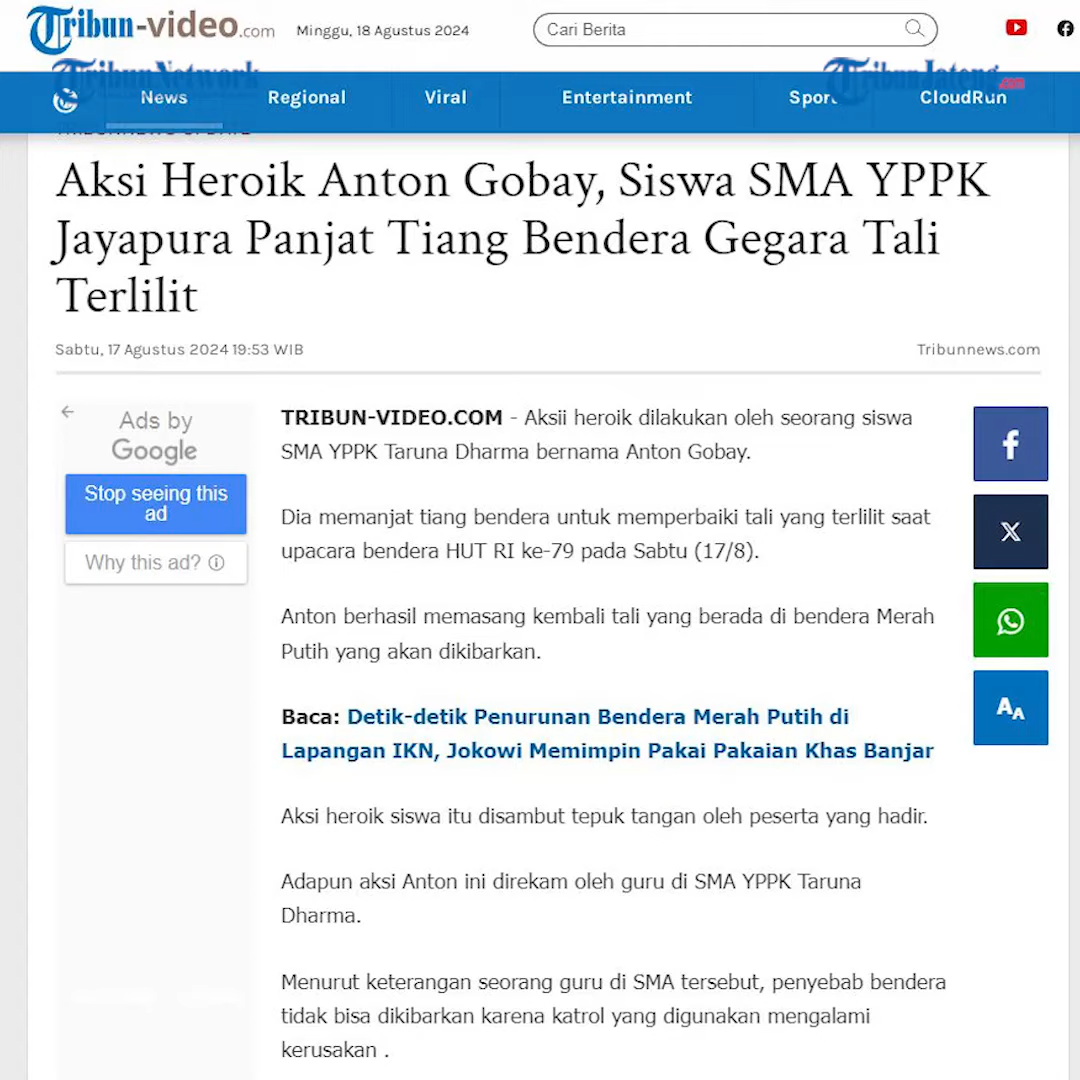 Tribun-video.com
Minggu, 18 Agustus 2024
Cari Berita
TribunNetwork
TribunJateng.com
News
Regional
Viral
Entertainment
Sport
CloudRun
TRIBUNNEWS UPDATE
Aksi Heroik Anton Gobay, Siswa SMA YPPK
Jayapura Panjat Tiang Bendera Gegara Tali
Terlilit
Sabtu, 17 Agustus 2024 19:53 WIB
Tribunnews.com
Ads by
Google
Stop seeing this
ad
Why this ad?
TRIBUN-VIDEO.COM - Aksii heroik dilakukan oleh seorang siswa
SMA YPPK Taruna Dharma bernama Anton Gobay.
Dia memanjat tiang bendera untuk memperbaiki tali yang terlilit saat
upacara bendera HUT RI ke-79 pada Sabtu (17/8).
Anton berhasil memasang kembali tali yang berada di bendera Merah
Putih yang akan dikibarkan.
Baca: Detik-detik Penurunan Bendera Merah Putih di
Lapangan IKN, Jokowi Memimpin Pakai Pakaian Khas Banjar
Aksi heroik siswa itu disambut tepuk tangan oleh peserta yang hadir.
Adapun aksi Anton ini direkam oleh guru di SMA YPPK Taruna
Dharma.
Menurut keterangan seorang guru di SMA tersebut, penyebab bendera
tidak bisa dikibarkan karena katrol yang digunakan mengalami
kerusakan .